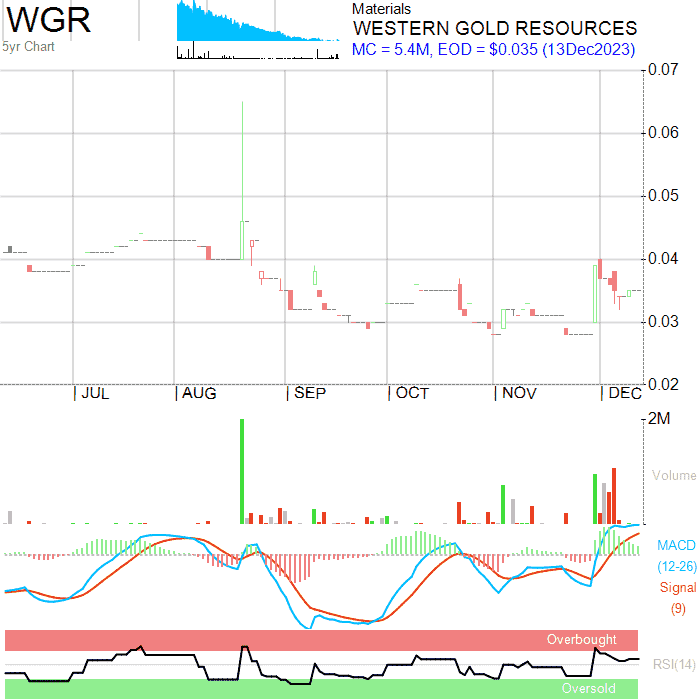 WGR
5yr Chart
Materials
WESTERN GOLD RESOURCES
MC = 5.4M, EOD = $0.035 (13Dec2023)
0.07
0.06
0.05
0.04
0.03
0.02
JUL AUG SEP OCT NOV DEC
2M
Volume
MACD
(12-26)
Signal
(9)
Overbought
RSI(14)
Oversold